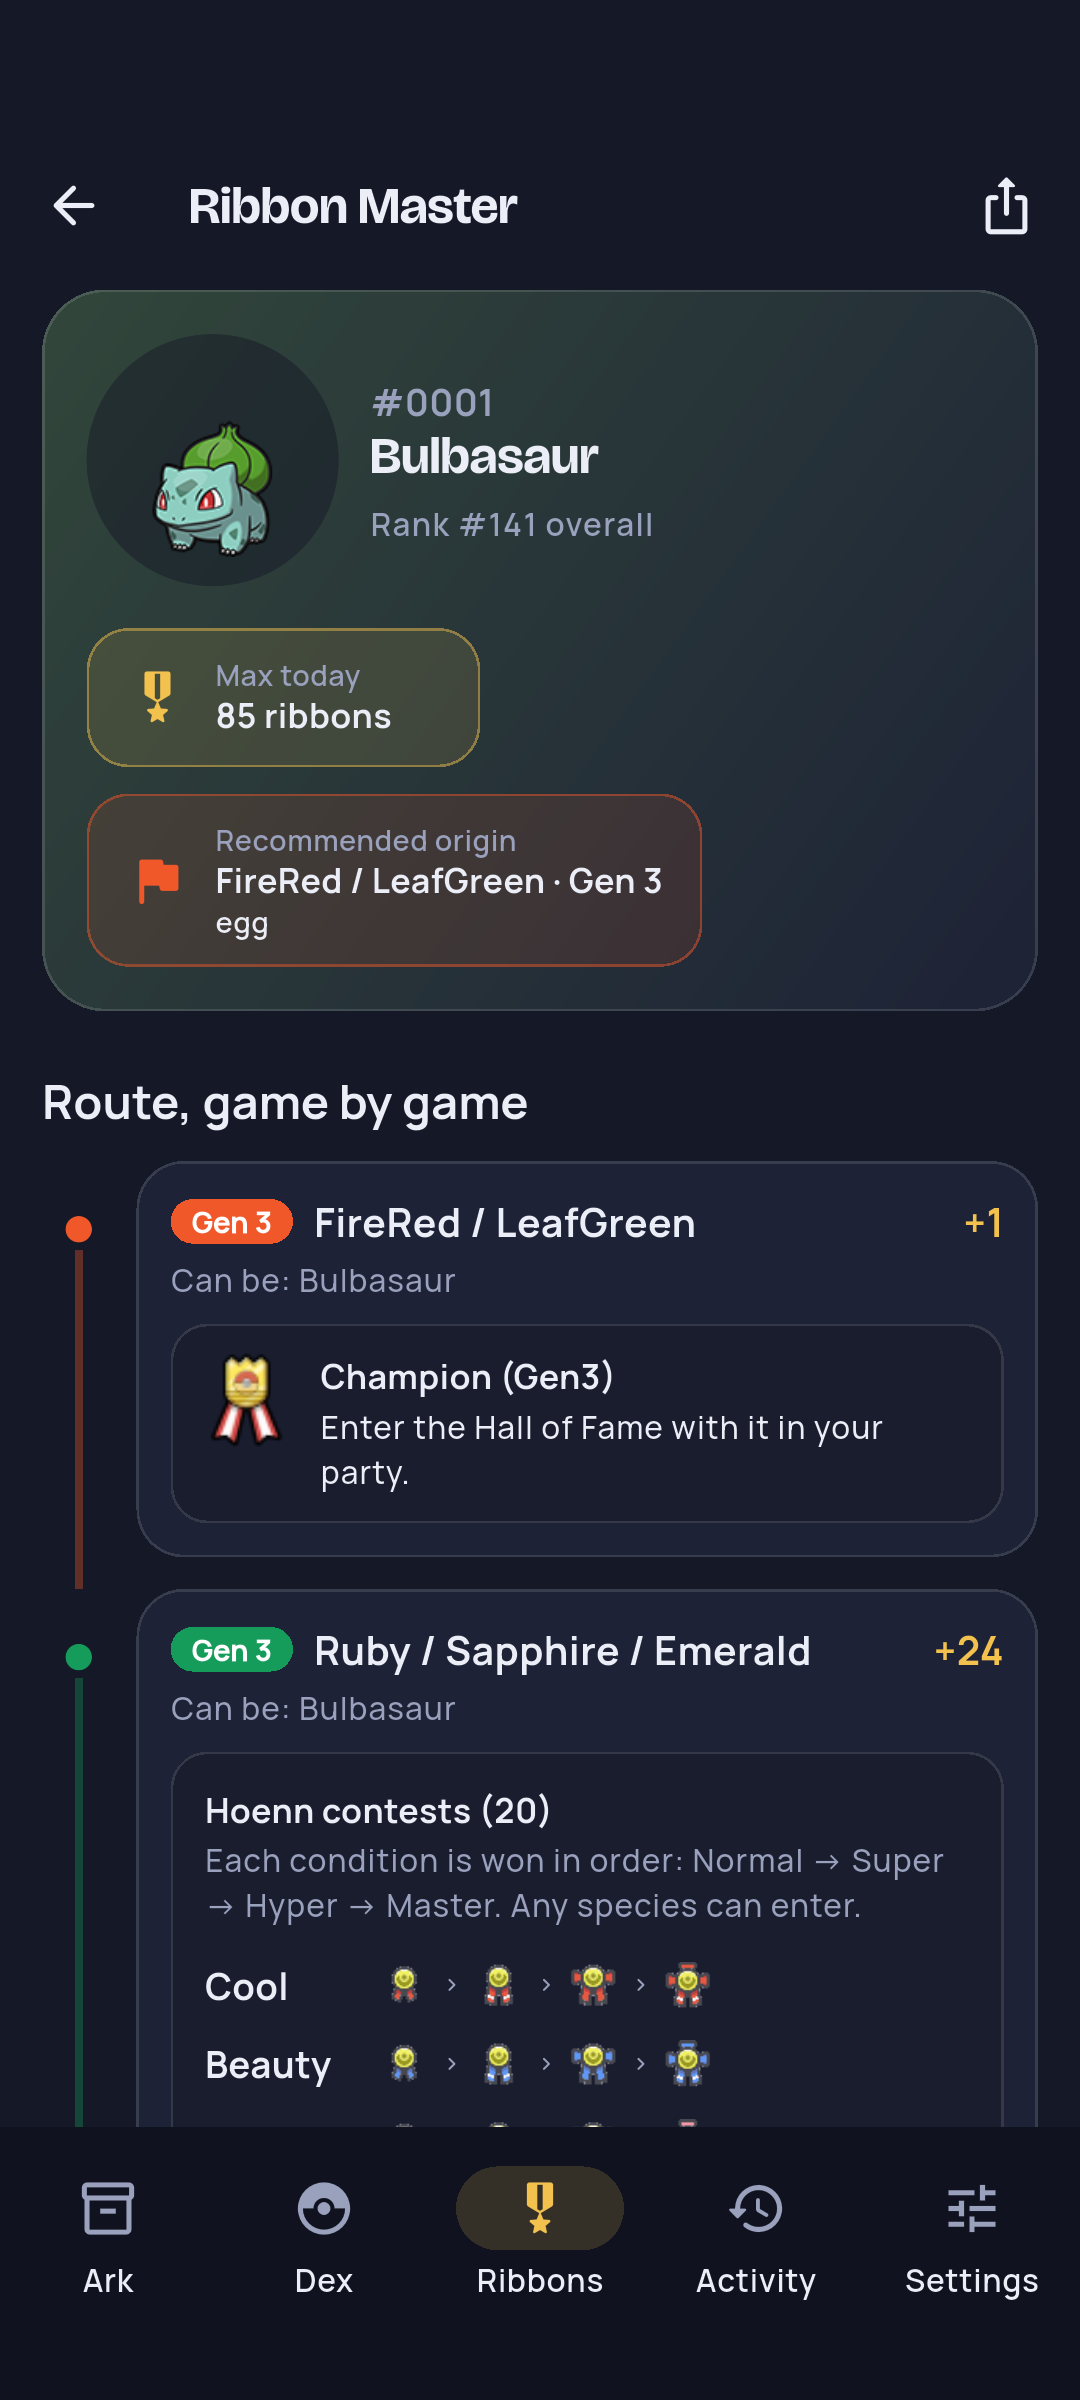 Ribbon Master
#0001
Bulbasaur
Rank #141 overall
Max today
85 ribbons
Recommended origin
FireRed / LeafGreen · Gen 3
egg
Route, game by game
Gen 3 FireRed / LeafGreen +1
Can be: Bulbasaur
Champion (Gen3)
Enter the Hall of Fame with it in your
party.
Gen 3 Ruby / Sapphire / Emerald +24
Can be: Bulbasaur
Hoenn contests (20)
Each condition is won in order: Normal → Super
→ Hyper → Master. Any species can enter.
Cool › › ›
Beauty › › ›
Ark Dex Ribbons Activity Settings